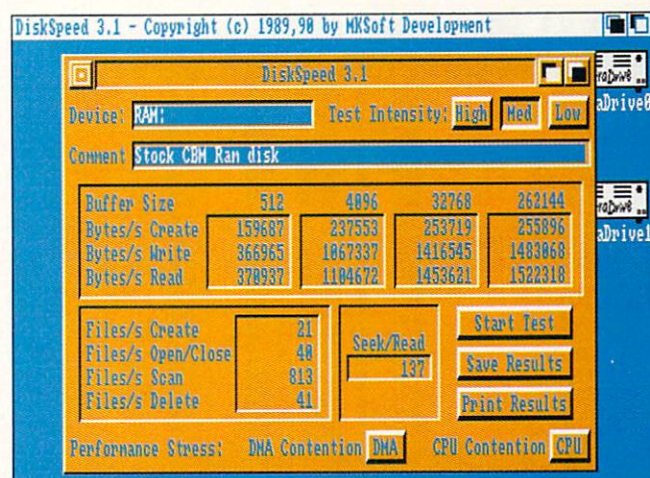 DiskSpeed 3.1 - Copyright (c) 1989,90 by MKSoft Development
DiskSpeed 3.1
Device: RAM: Test Intensity: High Med Low
Comment Stock CBM Ram disk
Buffer Size 512 4096 32768 262144
Bytes/s Create 159687 237553 253719 255896
Bytes/s Write 366965 1067337 1416545 1483068
Bytes/s Read 370937 1104672 1453621 1522318
Files/s Create 21
Files/s Open/Close 40
Files/s Scan 813
Files/s Delete 41
Seek/Read
137
Start Test
Save Results
Print Results
Performance Stress: DMA Contention DMA CPU Contention CPU
aDrive0
aDrive1